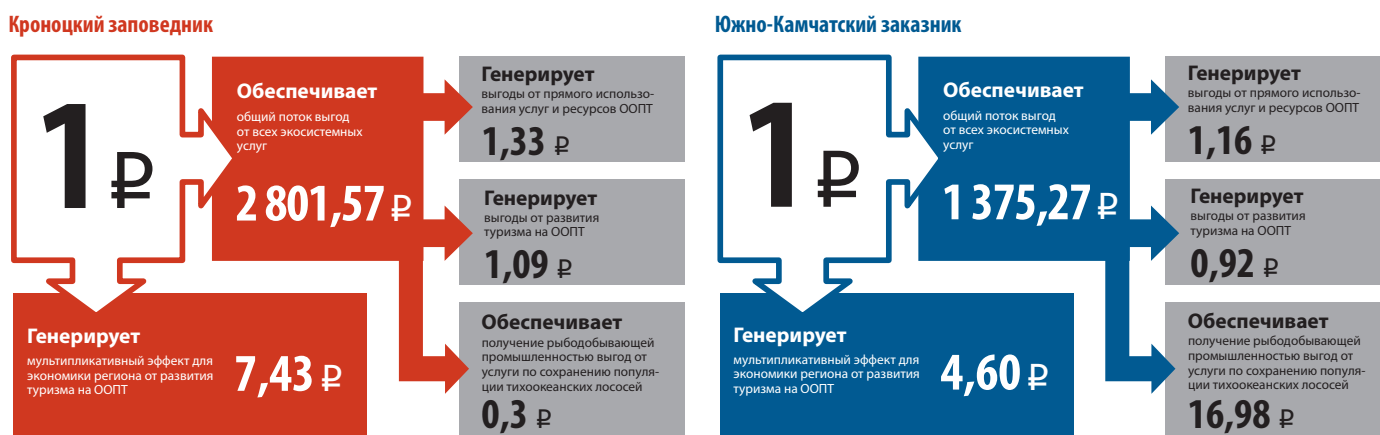 Кроноцкий заповедник
1 ₽
Обеспечивает
общий поток выгод
от всех экосистемных
услуг
2 801,57 ₽
Генерирует
выгоды от прямого использо-
вания услуг и ресурсов ООПТ
1,33 ₽
Генерирует
выгоды от развития
туризма на ООПТ
1,09 ₽
Обеспечивает
получение рыбодобывающей
промышленностью выгод от
услуги по сохранению популя-
ции тихоокеанских лососей
0,3 ₽
Генерирует
мультипликативный эффект для
экономики региона от развития
туризма на ООПТ
7,43 ₽
Южно-Камчатский заказник
1 ₽
Обеспечивает
общий поток выгод
от всех экосистемных
услуг
1 375,27 ₽
Генерирует
выгоды от прямого использо-
вания услуг и ресурсов ООПТ
1,16 ₽
Генерирует
выгоды от развития
туризма на ООПТ
0,92 ₽
Обеспечивает
получение рыбодобывающей
промышленностью выгод от
услуги по сохранению популя-
ции тихоокеанских лососей
16,98 ₽
Генерирует
мультипликативный эффект для
экономики региона от развития
туризма на ООПТ
4,60 ₽